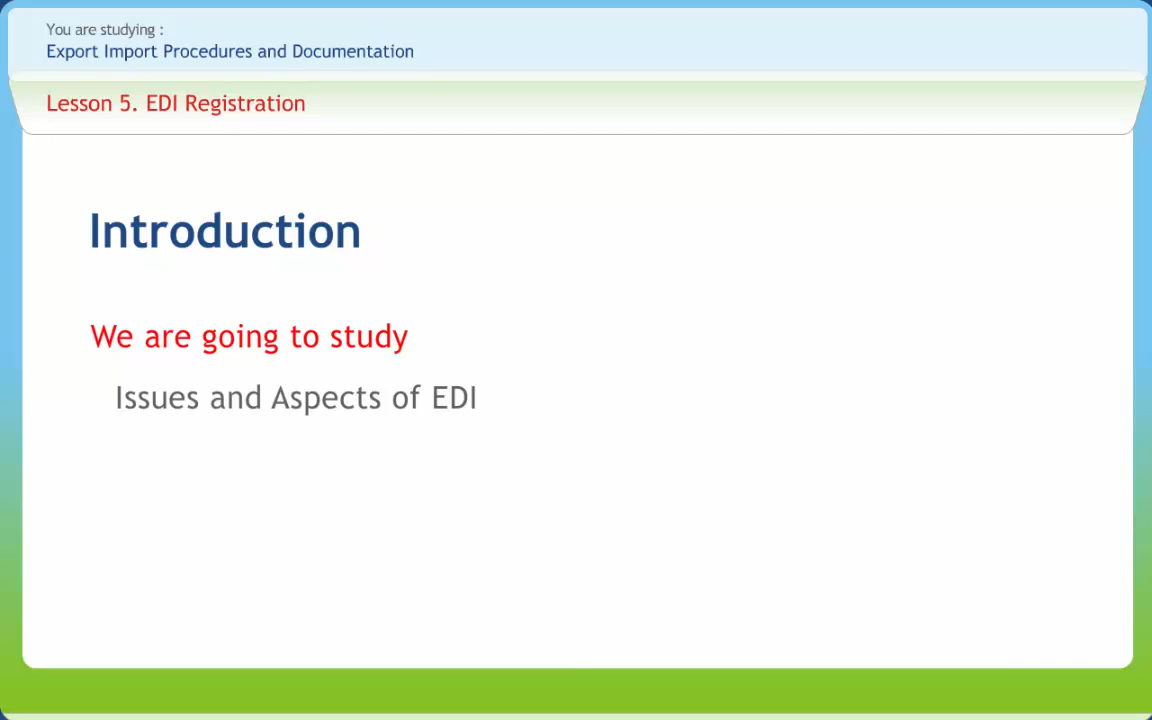 You are studying :
Export Import Procedures and Documentation
Lesson 5. EDI Registration
Introduction
We are going to study
Issues and Aspects of EDI